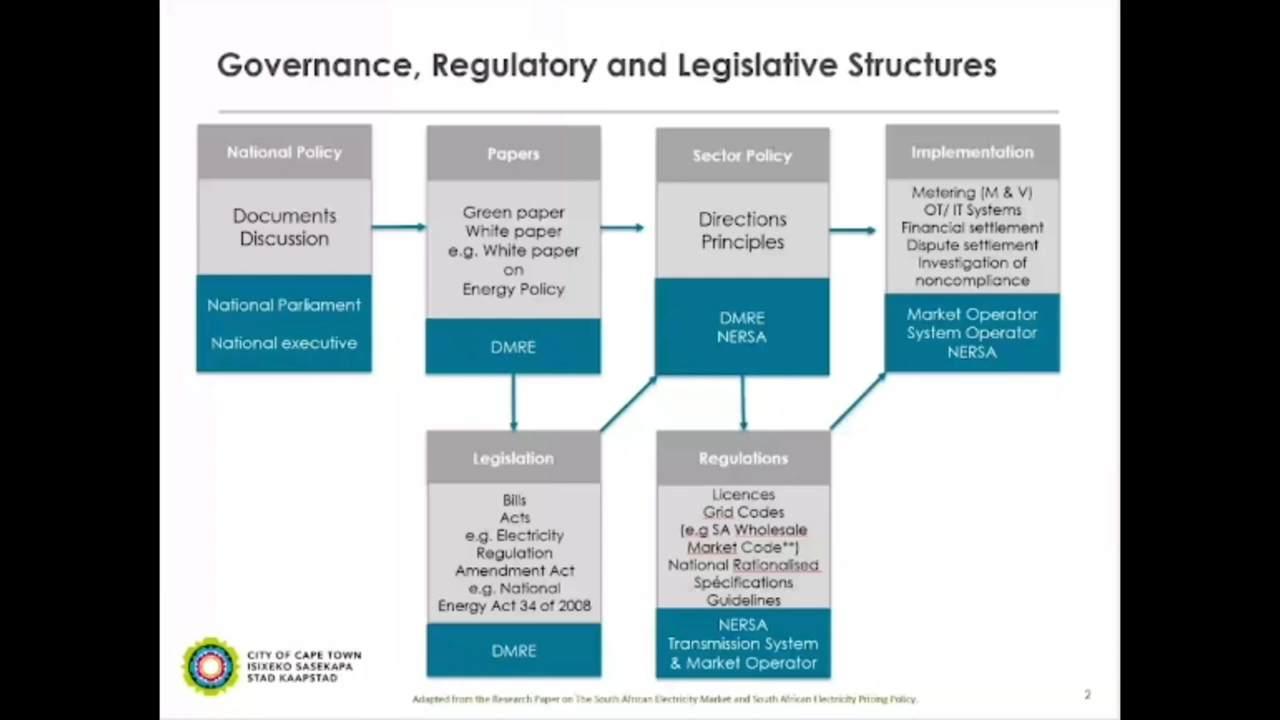 Governance, Regulatory and Legislative Structures
National Policy
Documents
Discussion
National Parliament
National executive
Papers
Green paper
White paper
e.g. White paper
on
Energy Policy
DMRE
Sector Policy
Directions
Principles
DMRE
NERSA
Implementation
Metering (M & V)
OT/ IT Systems
Financial settlement
Dispute settlement
Investigation of
noncompliance
Market Operator
System Operator
NERSA
Legislation
Bills
Acts
e.g. Electricity
Regulation
Amendment Act
e.g. National
Energy Act 34 of 2008
DMRE
Regulations
Licences
Grid Codes
(e.g SA Wholesale
Market Code**)
National Rationalised
Spécifications
Guidelines
NERSA
Transmission System
& Market Operator
CITY OF CAPE TOWN
ISIXEKO SASEKAPA
STAD KAAPSTAD
Adapted from the Research Paper on The South African Electricity Market and South African Electricity Pricing Policy.
2